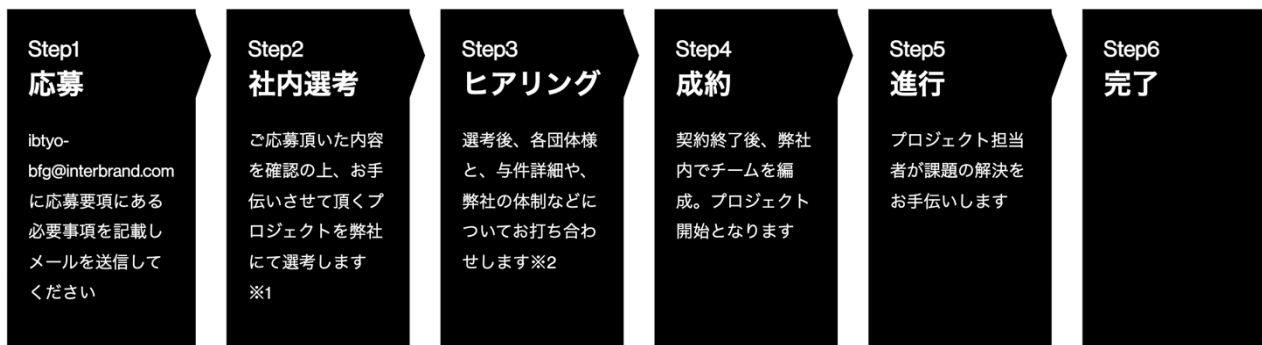 Step1
応募
ibtyo-
bfg@interbrand.com
に応募要項にある
必要事項を記載し
メールを送信して
ください
Step2
社内選考
ご応募頂いた内容
を確認の上、お手
伝いさせて頂くプ
ロジェクトを弊社
にて選考します
※1
Step3
ヒアリング
選考後、各団体様
と、与件詳細や、
弊社の体制などに
ついてお打ち合わ
せします※2
Step4
成約
契約終了後、弊社
内でチームを編
成。プロジェクト
開始となります
Step5
進行
プロジェクト担当
者が課題の解決を
お手伝いします
Step6
完了